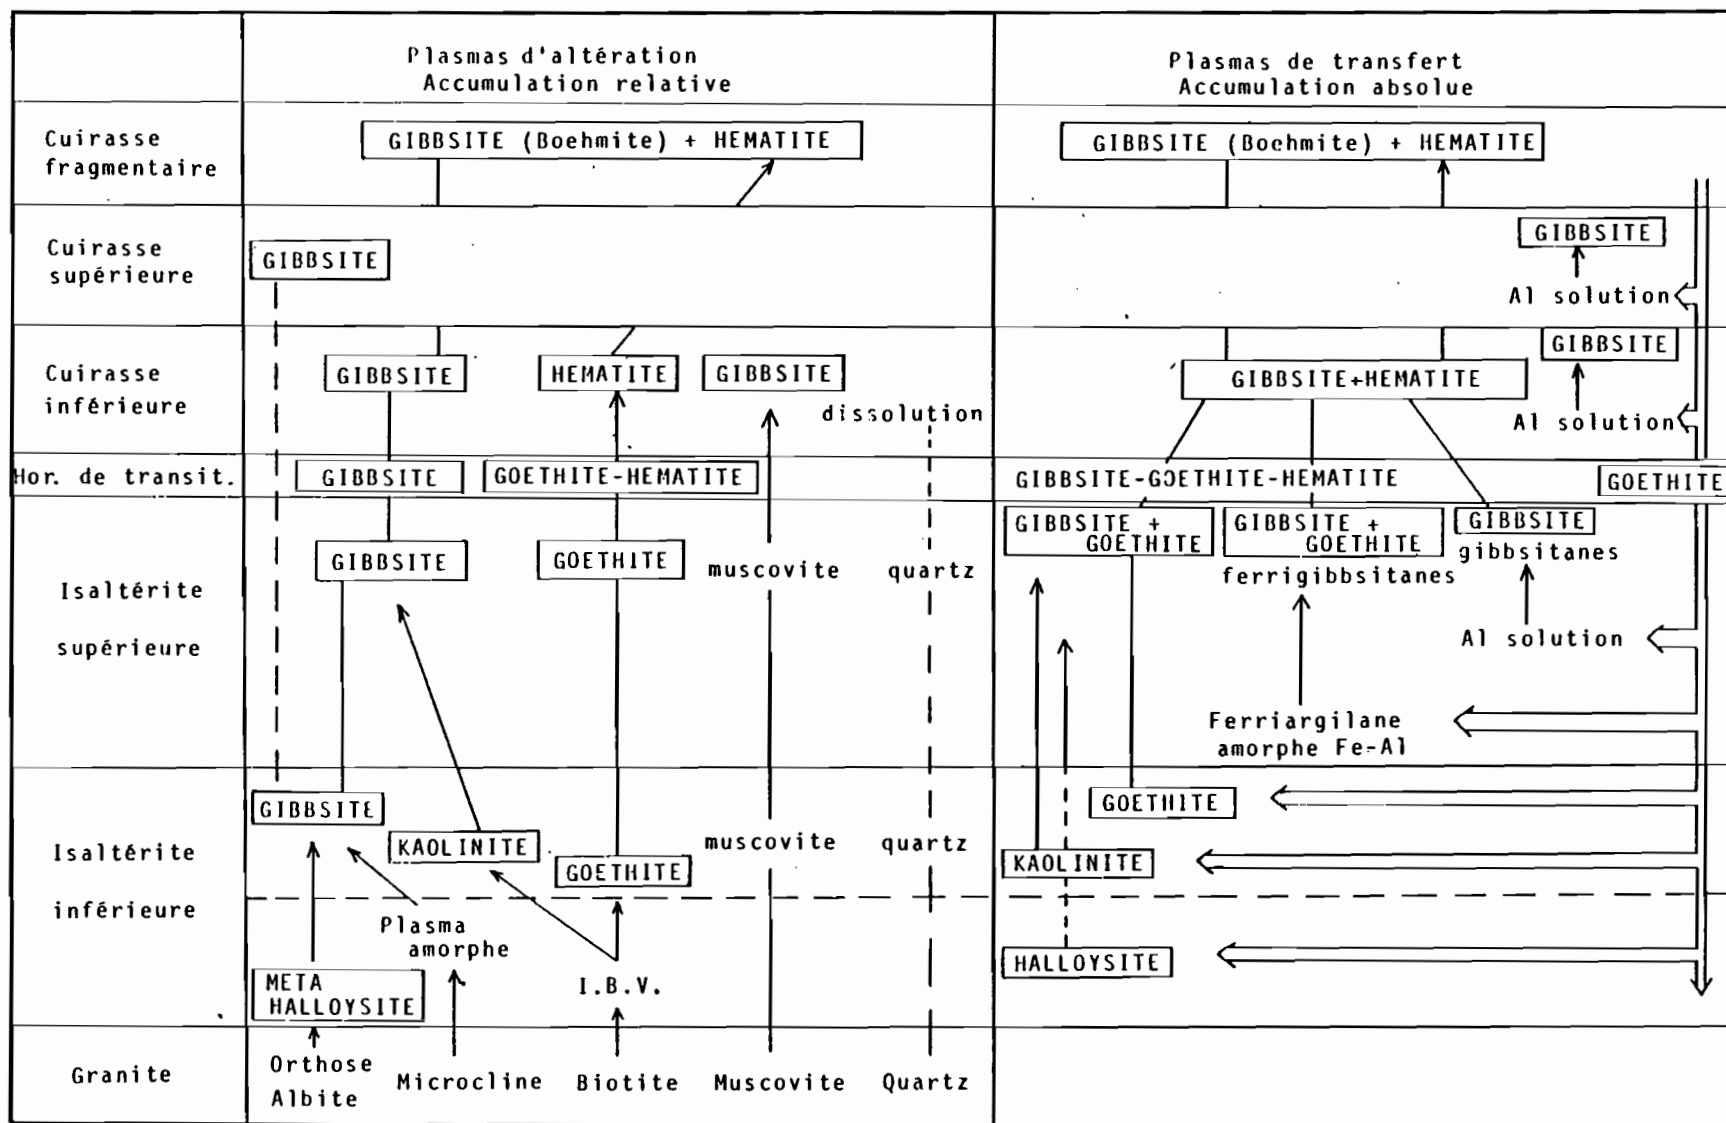 Plasmas d'altération
Accumulation relative
Plasmas de transfert
Accumulation absolue
Cuirasse
fragmentaire
GIBBSITE (Boehmite) + HEMATITE
GIBBSITE (Boehmite) + HEMATITE
Cuirasse
supérieure
GIBBSITE
GIBBSITE
Al solution
Cuirasse
inférieure
GIBBSITE
HEMATITE
GIBBSITE
dissolution
GIBBSITE+HEMATITE
GIBBSITE
Al solution
Hor. de transit.
GIBBSITE
GOETHITE-HEMATITE
GIBBSITE-GOETHITE-HEMATITE
GOETHITE
Isaltérite
supérieure
GIBBSITE
GOETHITE
muscovite
quartz
GIBBSITE +
GOETHITE
GIBBSITE +
GOETHITE
ferrigibbsitanes
GIBBSITE
gibbsitanes
Al solution
Ferriargilane
amorphe Fe-Al
Isaltérite
inférieure
GIBBSITE
KAOLINITE
GOETHITE
muscovite
quartz
GOETHITE
KAOLINITE
Plasma
amorphe
HALLOYSITE
META
HALLOYSITE
I.B.V.
Granite
Orthose
Albite
Microcline
Biotite
Muscovite
Quartz